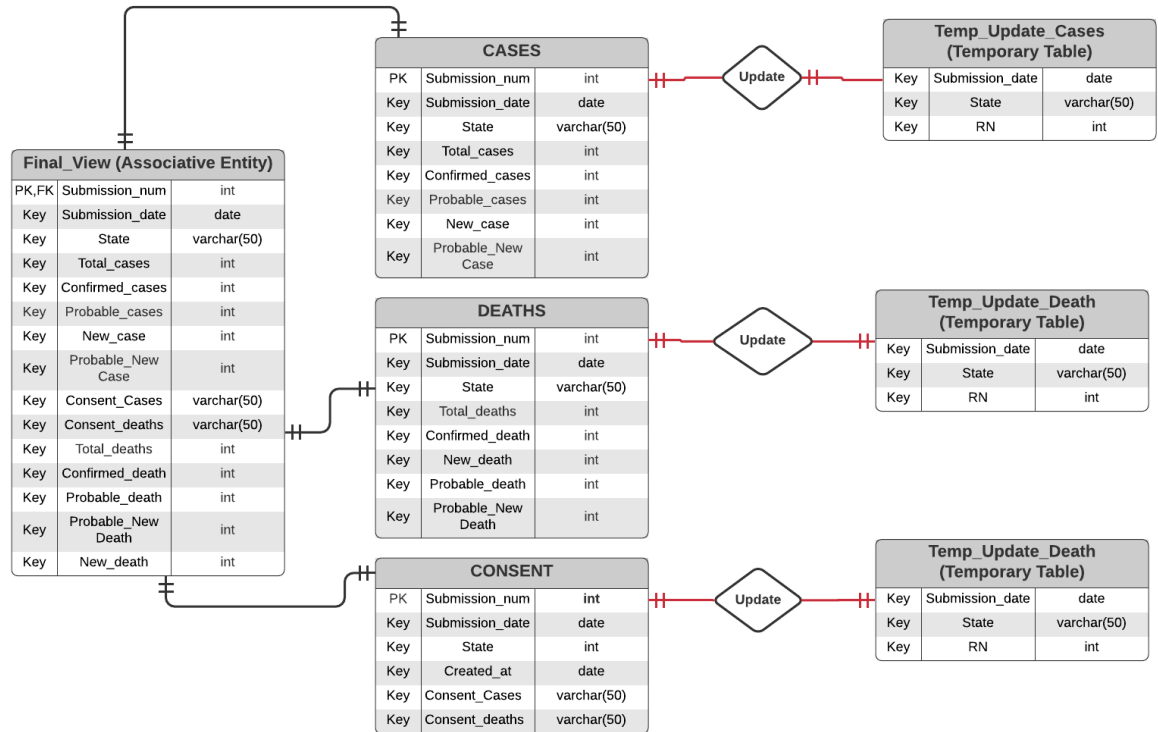 Final_View (Associative Entity)
PK,FK Submission_num int
Key Submission_date date
Key State varchar(50)
Key Total_cases int
Key Confirmed_cases int
Key Probable_cases int
Key New_case int
Key Probable_New
Case int
Key Consent_Cases varchar(50)
Key Consent_deaths varchar(50)
Key Total_deaths int
Key Confirmed_death int
Key Probable_death int
Key Probable_New
Death int
Key New_death int
CASES
PK Submission_num int
Key Submission_date date
Key State varchar(50)
Key Total_cases int
Key Confirmed_cases int
Key Probable_cases int
Key New_case int
Key Probable_New
Case int
Update
Temp_Update_Cases
(Temporary Table)
Key Submission_date date
Key State varchar(50)
Key RN int
DEATHS
PK Submission_num int
Key Submission_date date
Key State varchar(50)
Key Total_deaths int
Key Confirmed_death int
Key New_death int
Key Probable_death int
Key Probable_New
Death int
Update
Temp_Update_Death
(Temporary Table)
Key Submission_date date
Key State varchar(50)
Key RN int
CONSENT
PK Submission_num int
Key Submission_date date
Key State int
Key Created_at date
Key Consent_Cases varchar(50)
Key Consent_deaths varchar(50)
Update
Temp_Update_Death
(Temporary Table)
Key Submission_date date
Key State varchar(50)
Key RN int